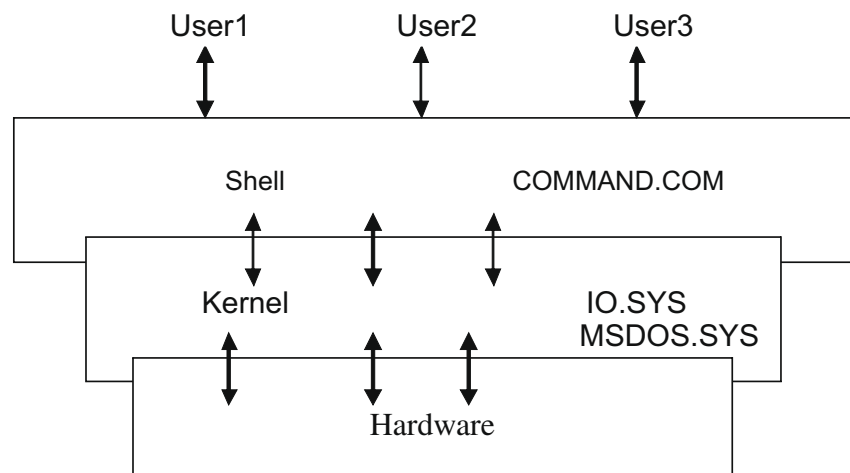 User1 User2 User3
Shell COMMAND.COM
Kernel IO.SYS
MSDOS.SYS
Hardware